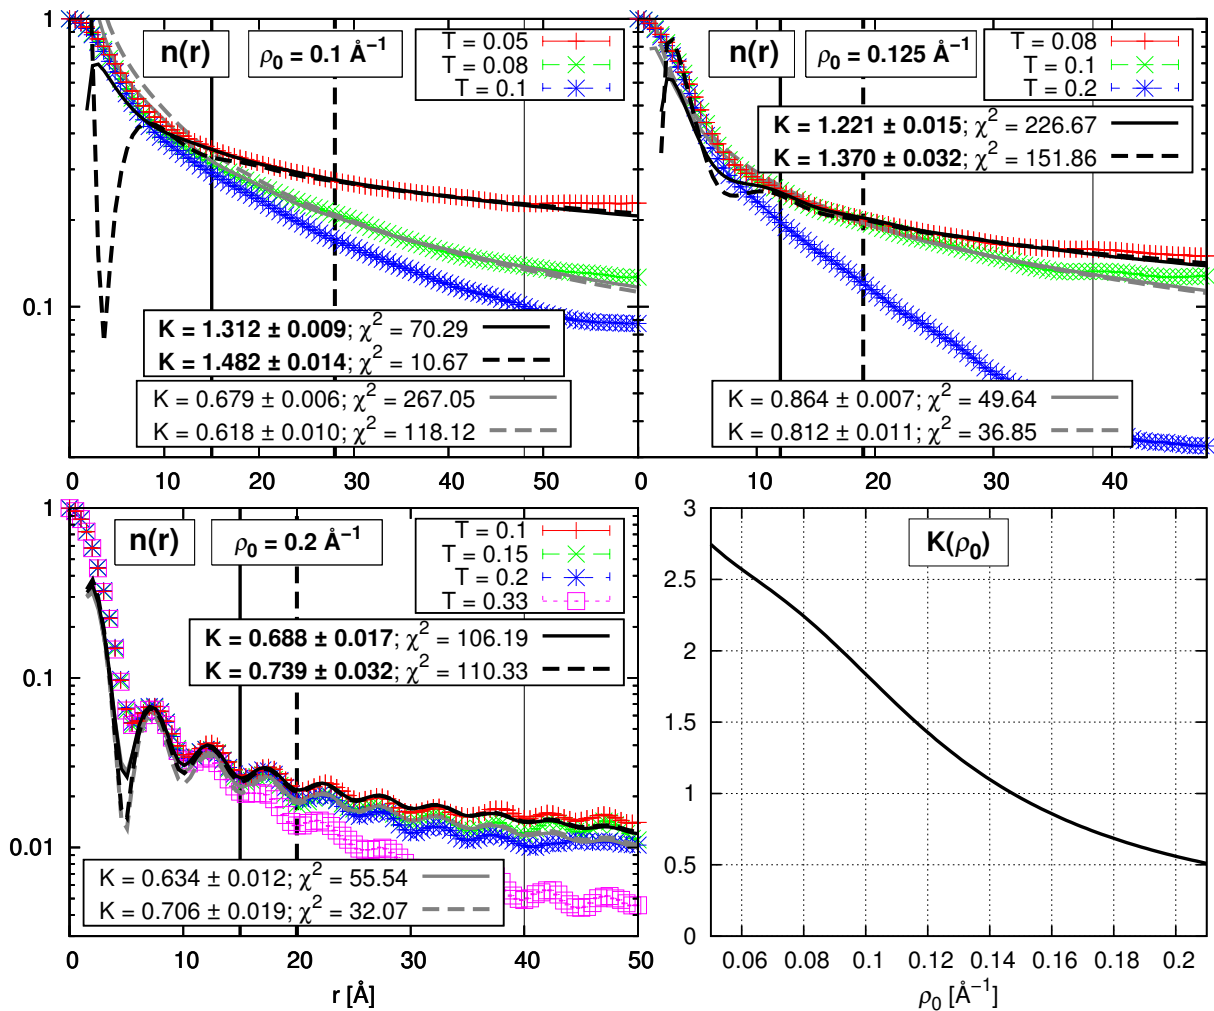 n(r)
ρ0 = 0.1 Å−1
T = 0.05
T = 0.08
T = 0.1
K = 1.312 ± 0.009; χ2 = 70.29
K = 1.482 ± 0.014; χ2 = 10.67
K = 0.679 ± 0.006; χ2 = 267.05
K = 0.618 ± 0.010; χ2 = 118.12
1
0.1
0 10 20 30 40 50
n(r)
ρ0 = 0.125 Å−1
T = 0.08
T = 0.1
T = 0.2
K = 1.221 ± 0.015; χ2 = 226.67
K = 1.370 ± 0.032; χ2 = 151.86
K = 0.864 ± 0.007; χ2 = 49.64
K = 0.812 ± 0.011; χ2 = 36.85
0 10 20 30 40
n(r)
ρ0 = 0.2 Å−1
T = 0.1
T = 0.15
T = 0.2
T = 0.33
K = 0.688 ± 0.017; χ2 = 106.19
K = 0.739 ± 0.032; χ2 = 110.33
K = 0.634 ± 0.012; χ2 = 55.54
K = 0.706 ± 0.019; χ2 = 32.07
1
0.1
0.01
0 10 20 30 40 50
r [Å]
K(ρ0)
3
2.5
2
1.5
1
0.5
0
0.06 0.08 0.1 0.12 0.14 0.16 0.18 0.2
ρ0 [Å−1]